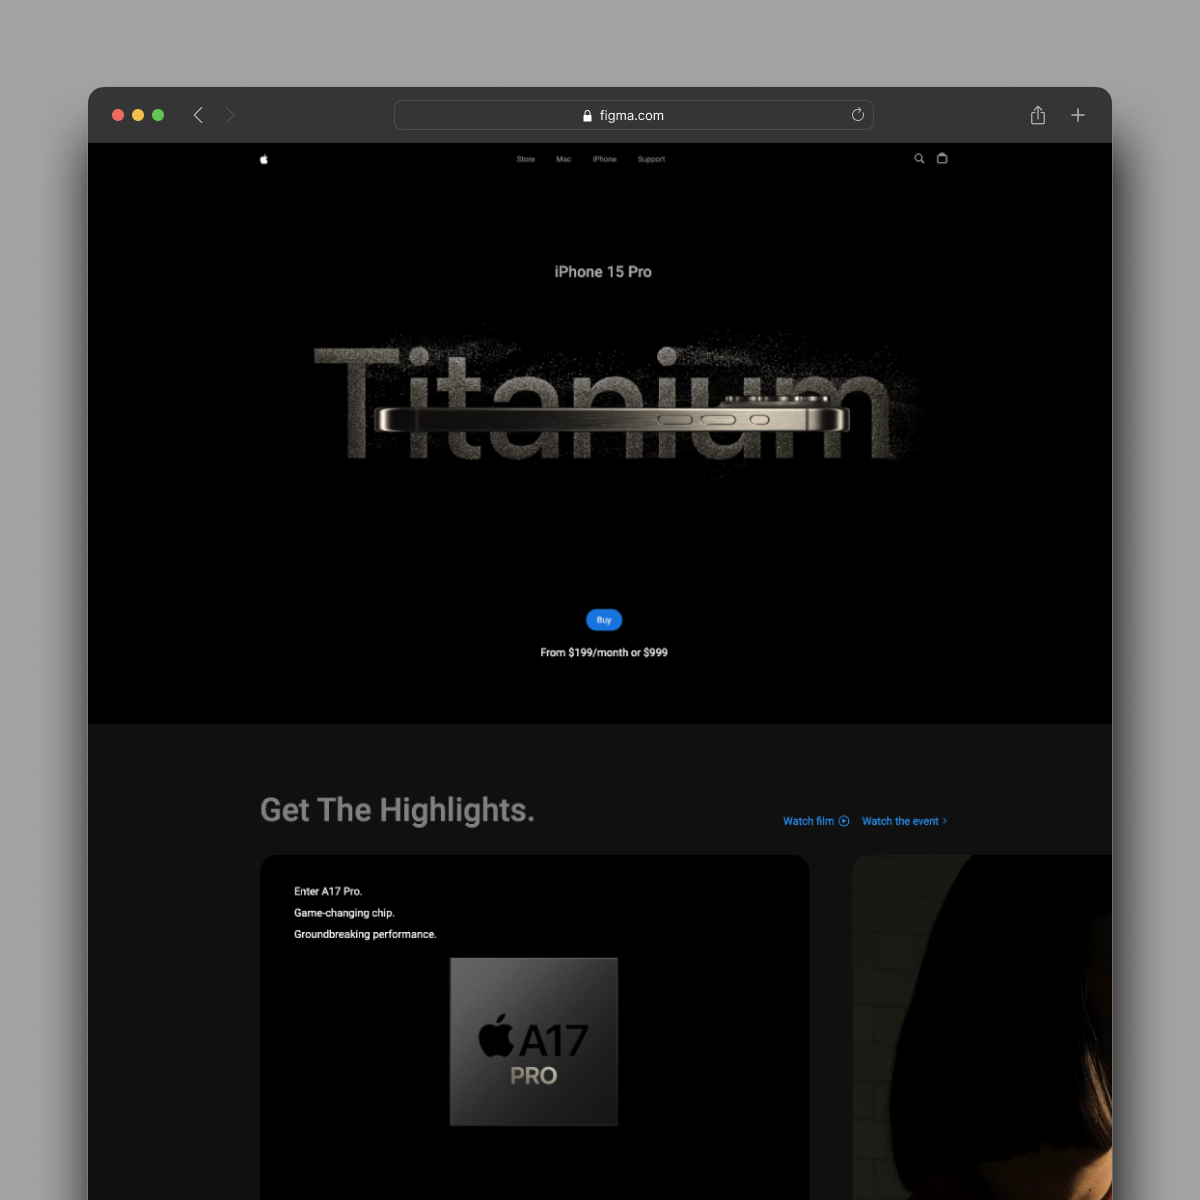 figma.com
Store Mac iPhone Support
iPhone 15 Pro
Titanium
Buy
From $199/month or $999
Get The Highlights.
Watch film Watch the event >
Enter A17 Pro.
Game-changing chip.
Groundbreaking performance.
A17
PRO